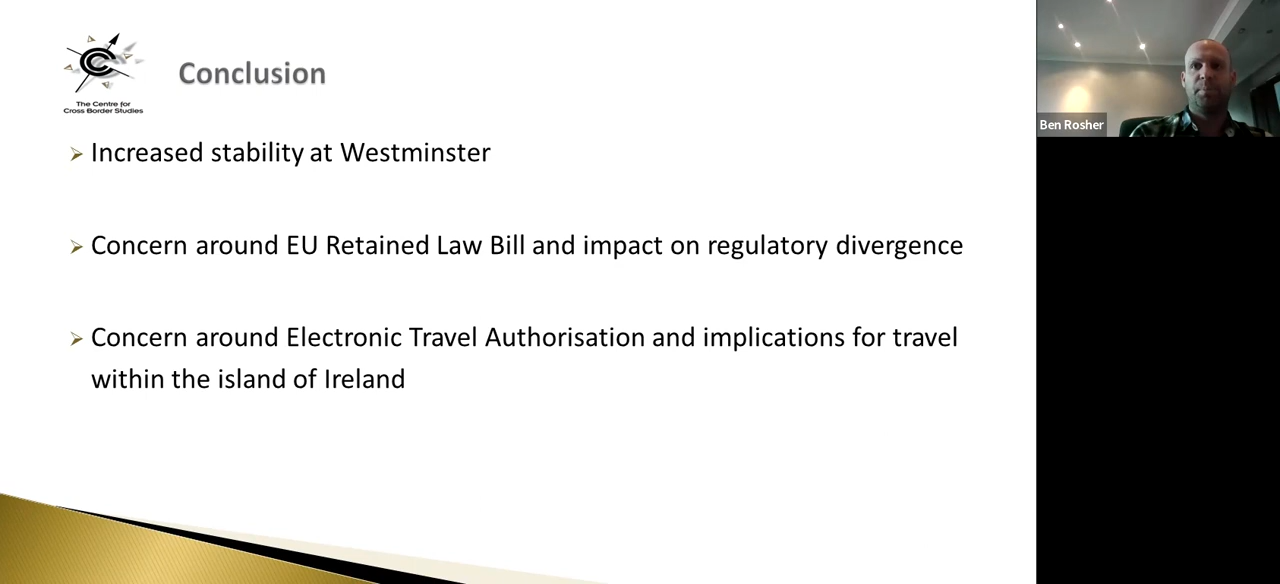 The Centre for
Cross Border Studies
Conclusion
Increased stability at Westminster
Concern around EU Retained Law Bill and impact on regulatory divergence
Concern around Electronic Travel Authorisation and implications for travel
within the island of Ireland
Ben Rosher